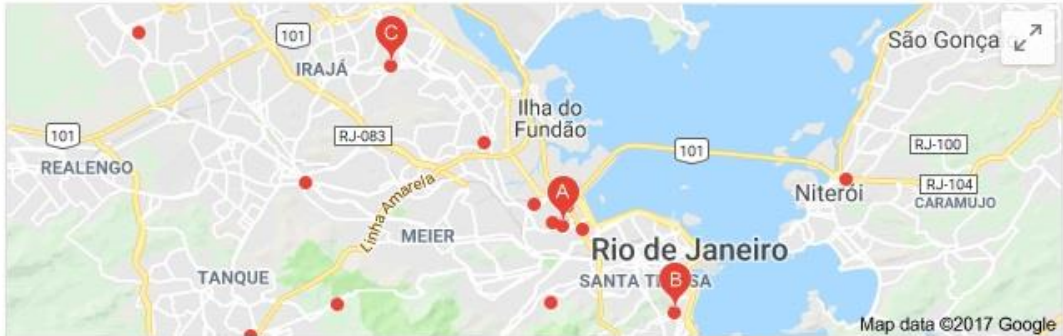 101
C
IRAJÁ
São Gonça
Ilha do
Fundão
101
RJ-083
101
RJ-100
REALENGO
Linha Amarela
A
Niterói
RJ-104
CARAMUJO
MEIER
Rio de Janeiro
TANQUE
SANTA T
SA
B
Map data ©2017 Google